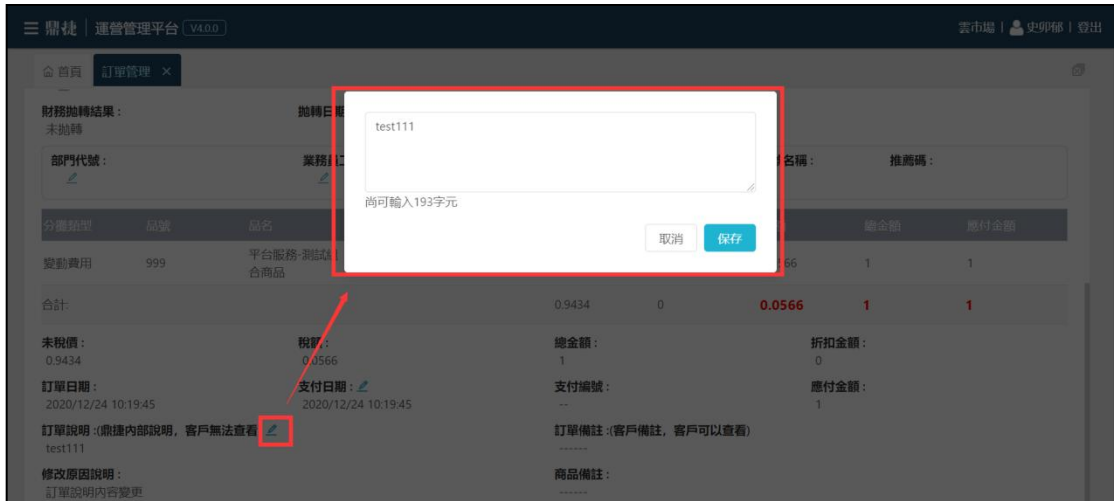 鼎捷 | 運營管理平台 V4.0.0 雲市場 | 史卯郁 | 登出
首頁 訂單管理 ×
財務拋轉結果： 拋轉日期
未拋轉
部門代號： 業務員工 名稱： 推薦碼：
test111
尚可輸入193字元
取消 保存
分攤類型 品號 品名 總金額 應付金額
變動費用 999 平台服務-測試組 66 1 1
合商品
合計: 0.9434 0 0.0566 1 1
未稅價： 稅額： 總金額： 折扣金額：
0.9434 0.0566 1 0
訂單日期： 支付日期： 支付編號： 應付金額：
2020/12/24 10:19:45 2020/12/24 10:19:45 -- 1
訂單說明 :(鼎捷內部說明，客戶無法查看 訂單備註 :(客戶備註，客戶可以查看)
test111 ------
修改原因說明： 商品備註：
訂單說明內容變更 ------